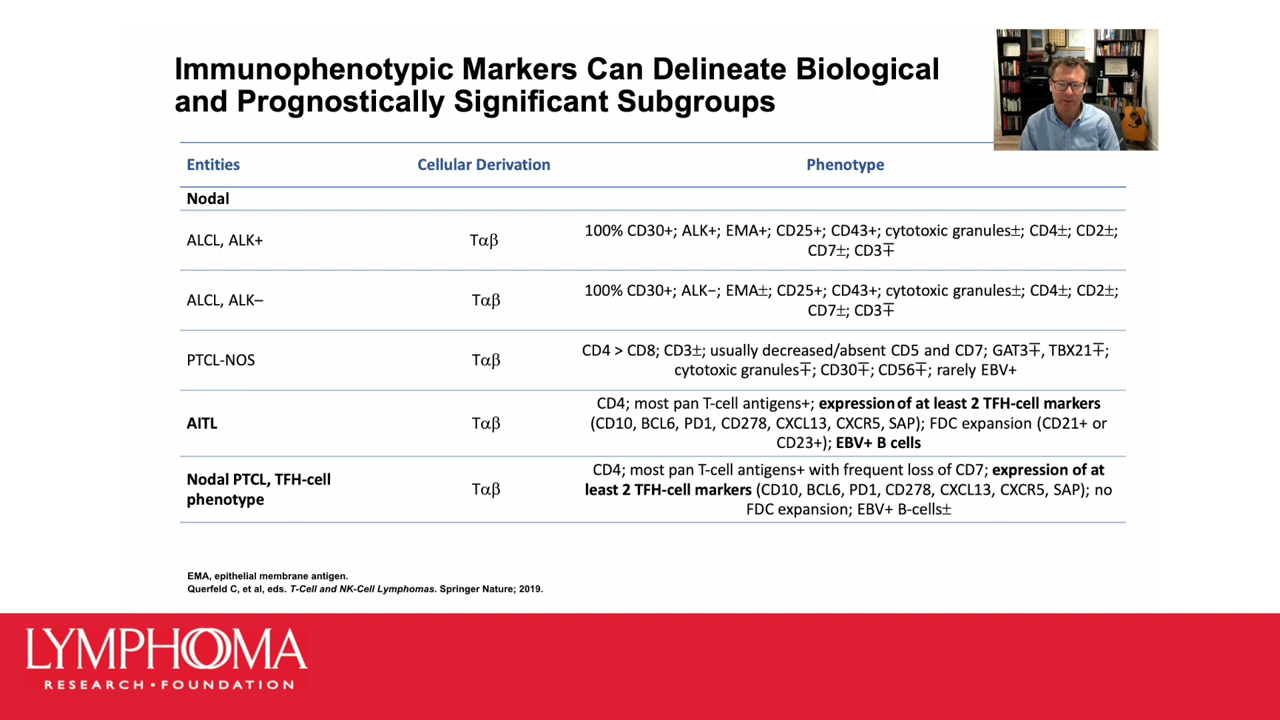 Immunophenotypic Markers Can Delineate Biological
and Prognostically Significant Subgroups
Entities Cellular Derivation Phenotype
Nodal
ALCL, ALK+ Tαβ 100% CD30+; ALK+; EMA+; CD25+; CD43+; cytotoxic granules±; CD4±; CD2±;
CD7±; CD3∓
ALCL, ALK– Tαβ 100% CD30+; ALK−; EMA±; CD25+; CD43+; cytotoxic granules±; CD4±; CD2±;
CD7±; CD3∓
PTCL-NOS Tαβ CD4 > CD8; CD3±; usually decreased/absent CD5 and CD7; GAT3∓, TBX21∓;
cytotoxic granules∓; CD30∓; CD56∓; rarely EBV+
AITL Tαβ CD4; most pan T-cell antigens+; expression of at least 2 TFH-cell markers
(CD10, BCL6, PD1, CD278, CXCL13, CXCR5, SAP); FDC expansion (CD21+ or
CD23+); EBV+ B cells
Nodal PTCL, TFH-cell
phenotype
Tαβ
CD4; most pan T-cell antigens+ with frequent loss of CD7; expression of at
least 2 TFH-cell markers (CD10, BCL6, PD1, CD278, CXCL13, CXCR5, SAP); no
FDC expansion; EBV+ B-cells±
EMA, epithelial membrane antigen.
Querfeld C, et al, eds. T-Cell and NK-Cell Lymphomas. Springer Nature; 2019.
LYMPHOMA
RESEARCH • FOUNDATION